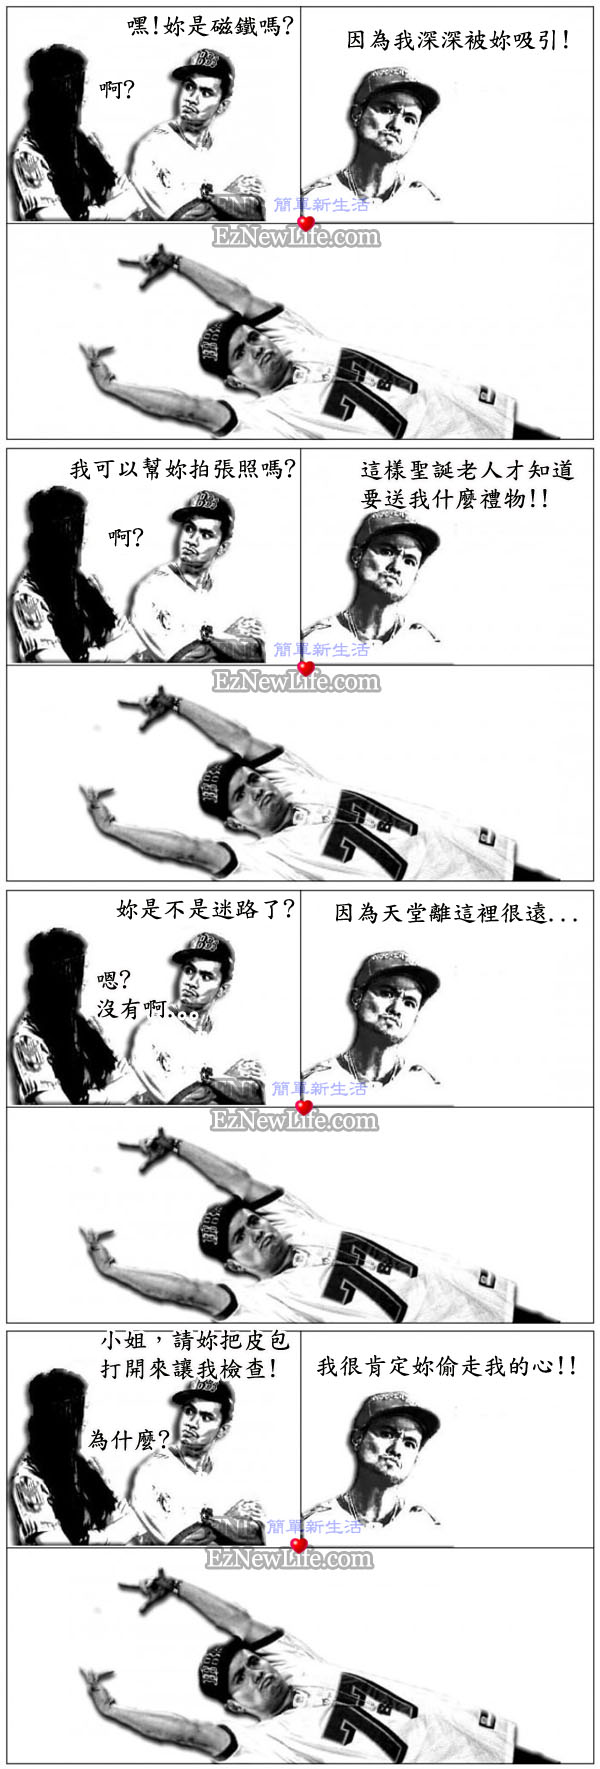 嘿!妳是磁鐵嗎?
啊?
因為我深深被妳吸引!
簡單新生活
EzNewLife.com
77
我可以幫妳拍張照嗎?
啊?
這樣聖誕老人才知道
要送我什麼禮物!!
簡單新生活
EzNewLife.com
77
妳是不是迷路了?
嗯?
沒有啊...
因為天堂離這裡很遠...
簡單新生活
EzNewLife.com
77
小姐，請妳把皮包
打開來讓我檢查!
為什麼?
我很肯定妳偷走我的心!!
簡單新生活
EzNewLife.com
77